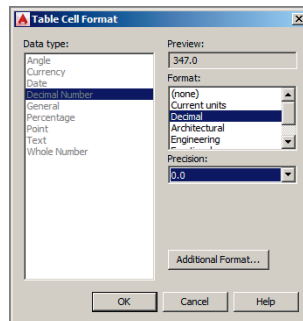 Table Cell Format
Data type:
Angle
Currency
Date
Decimal Number
General
Percentage
Point
Text
Whole Number
Preview:
347.0
Format:
(none)
Current units
Decimal
Architectural
Engineering
Precision:
0.0
Additional Format...
OK
Cancel
Help